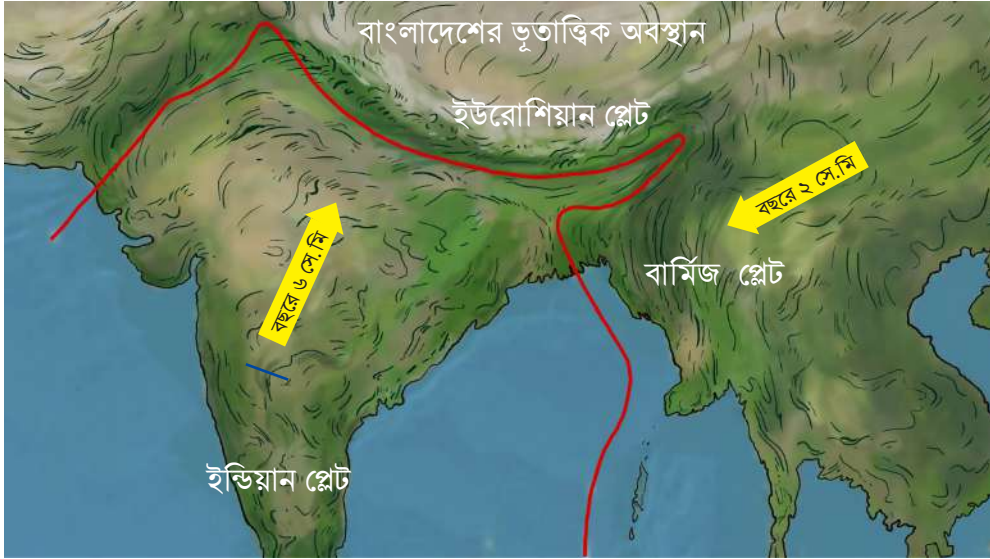 বাংলাদেশের ভূতাত্ত্বিক অবস্থান
ইউরোশিয়ান প্লেট
বছরে ২ সে.মি
বছরে ৬ সে.মি
বার্মিজ প্লেট
ইন্ডিয়ান প্লেট